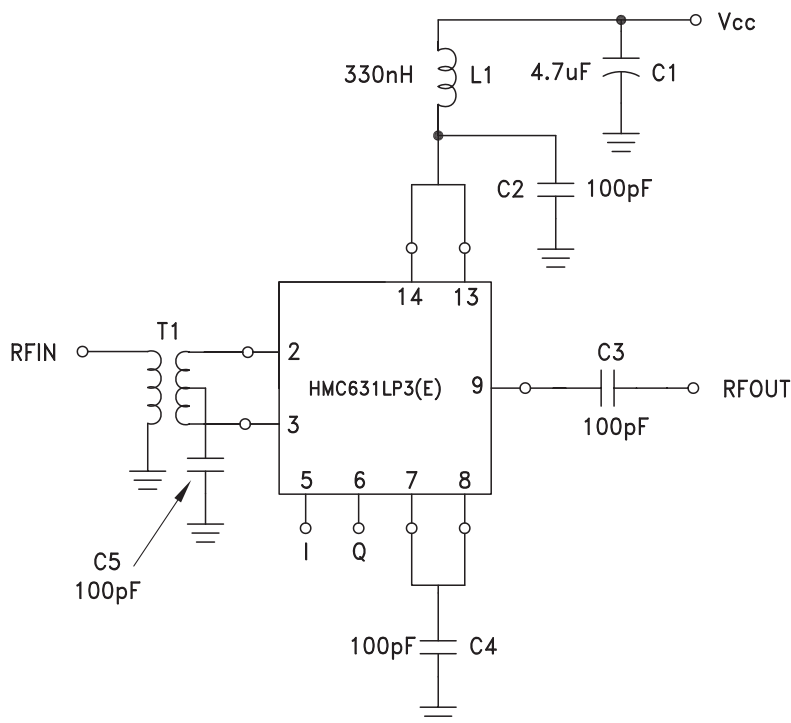 Vcc
330nH L1
4.7uF C1
C2 100pF
14 13
T1
RFIN
2
HMC631LP3(E)
9
C3
RFOUT
100pF
3
5 6 7 8
I Q
C5
100pF
100pF C4